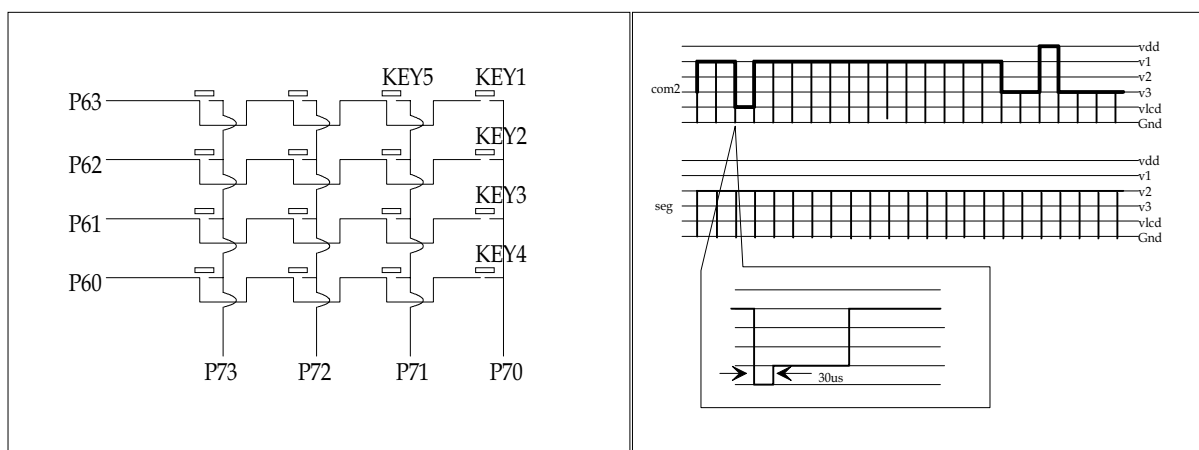 KEY5 KEY1
P63
KEY2
P62
KEY3
P61
KEY4
P60
P73 P72 P71 P70
vdd
v1
v2
com2 v3
vlcd
Gnd
vdd
v1
v2
seg v3
vlcd
Gnd
30us